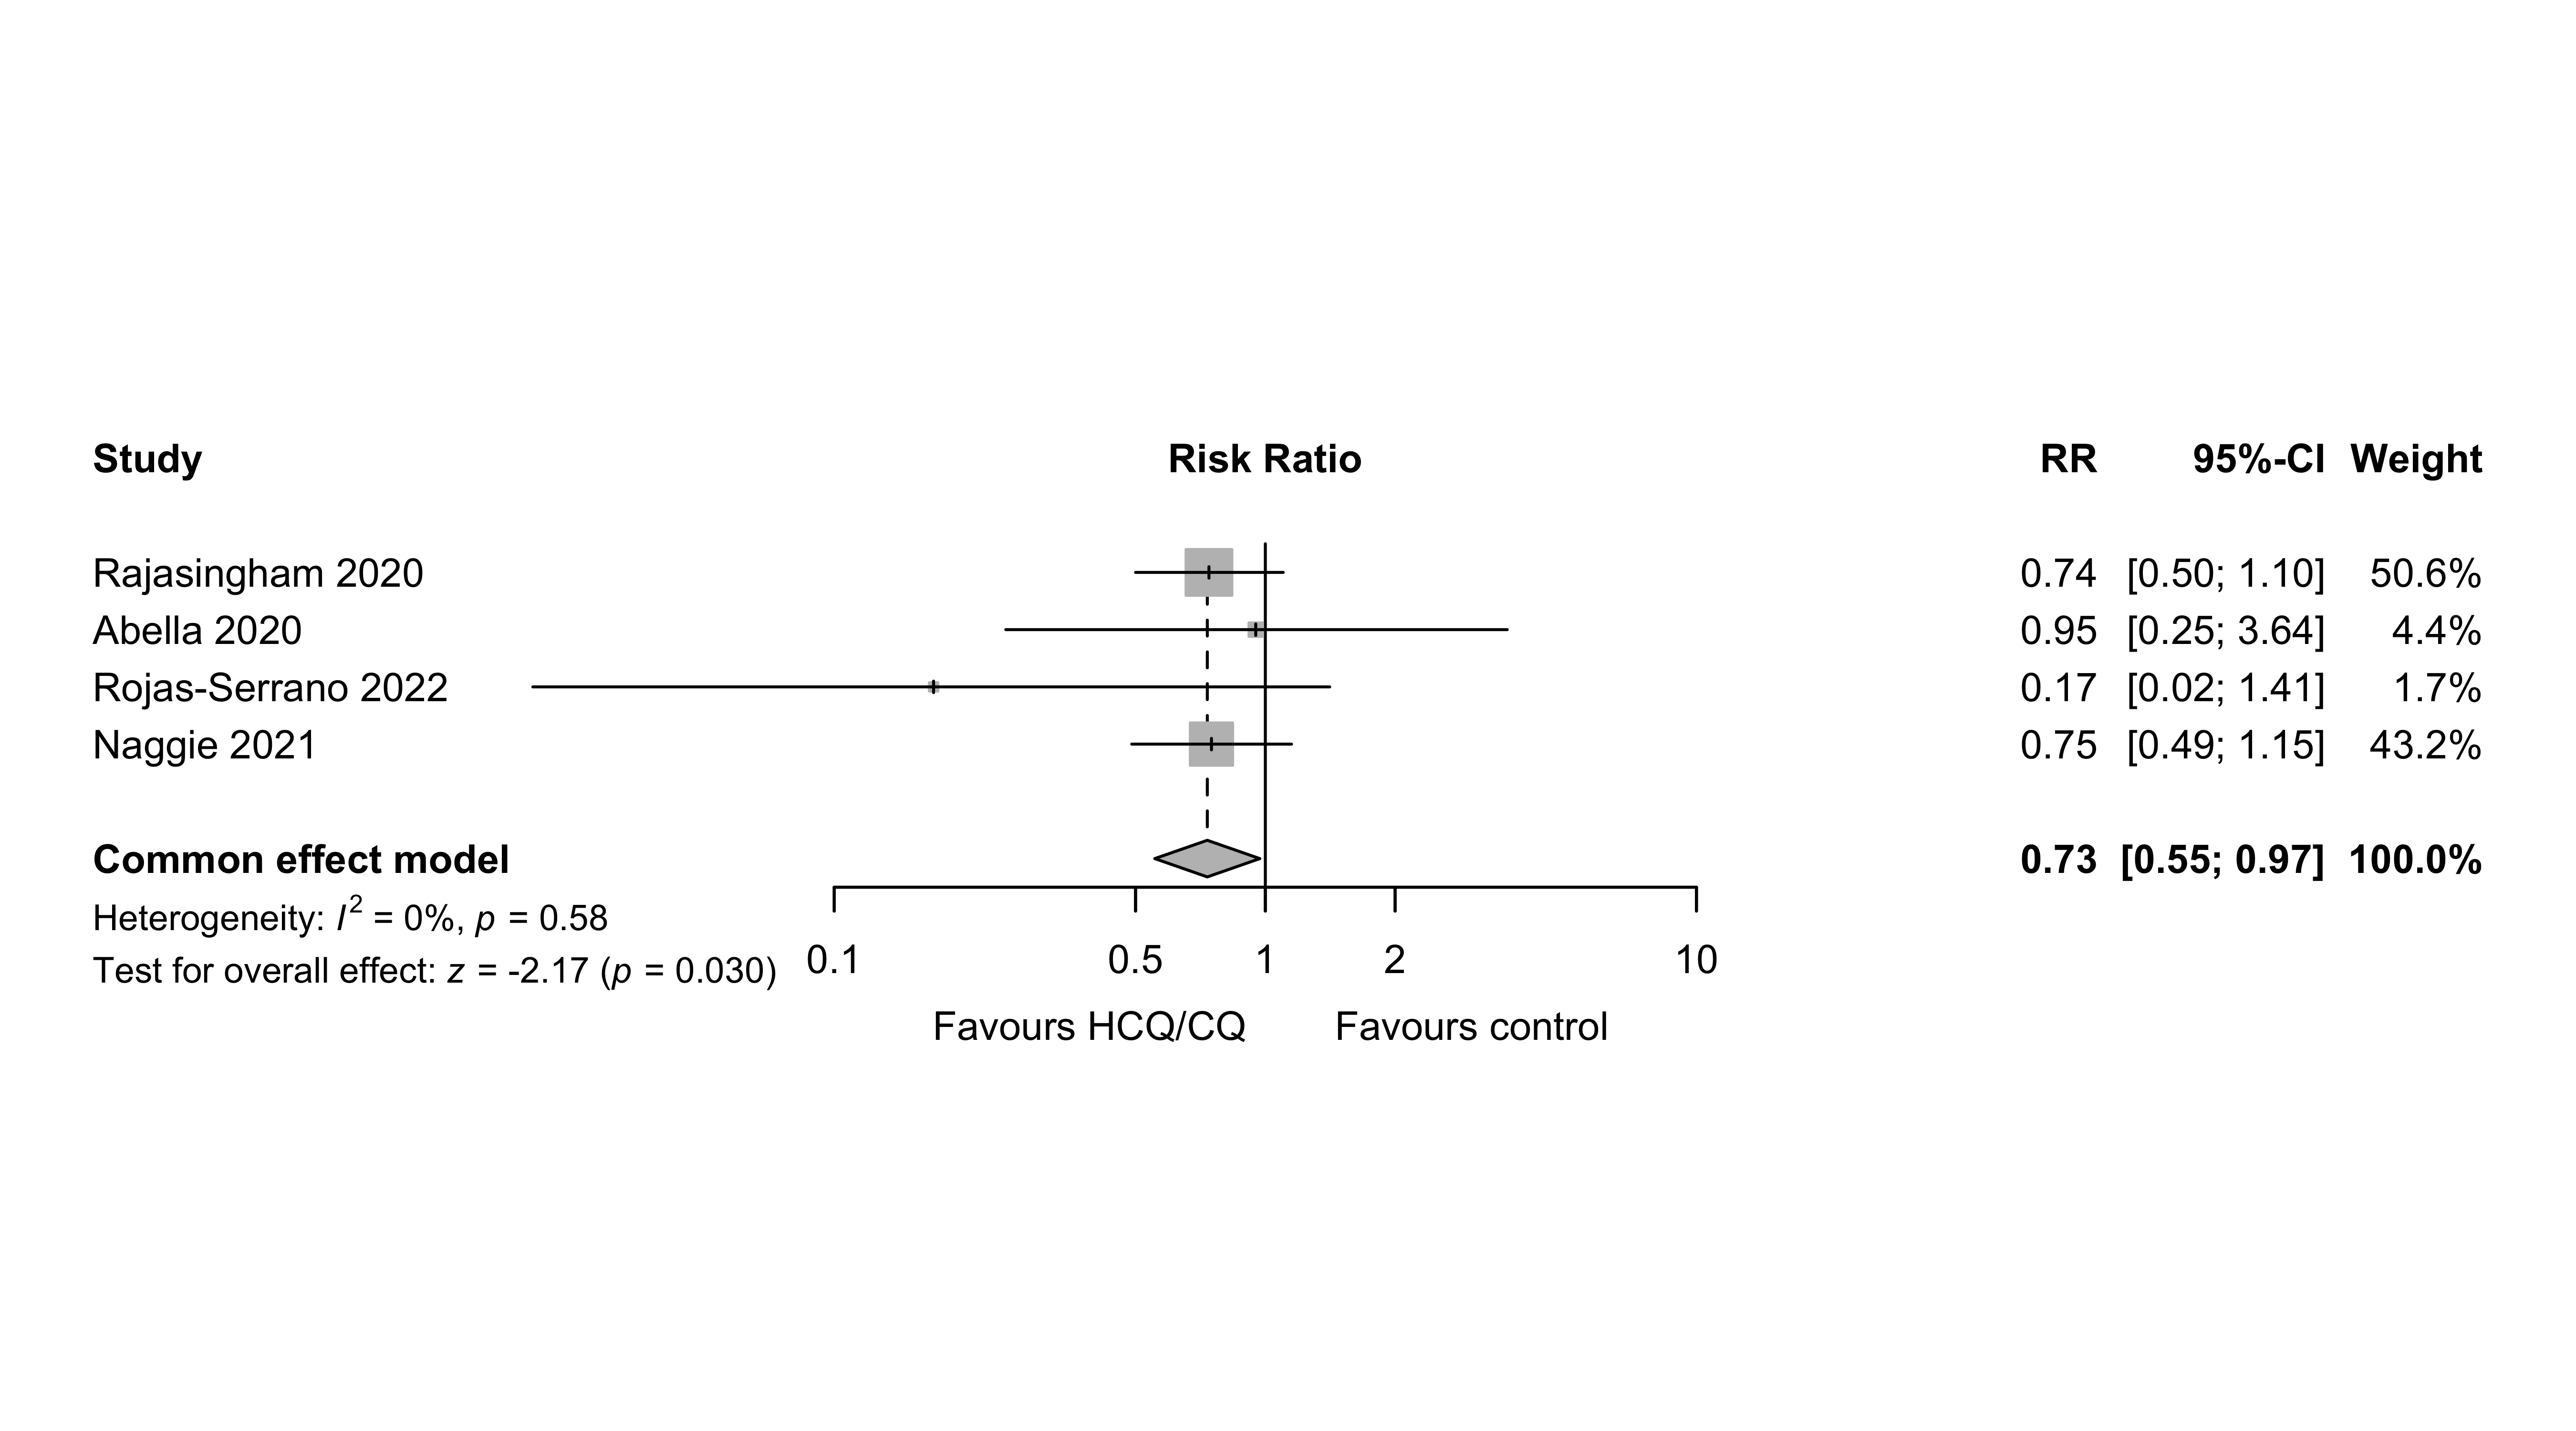 Study Risk Ratio RR 95%-CI Weight
Rajasingham 2020 0.74 [0.50; 1.10] 50.6%
Abella 2020 0.95 [0.25; 3.64] 4.4%
Rojas-Serrano 2022 0.17 [0.02; 1.41] 1.7%
Naggie 2021 0.75 [0.49; 1.15] 43.2%
Common effect model 0.73 [0.55; 0.97] 100.0%
Heterogeneity: I² = 0%, p = 0.58
Test for overall effect: z = -2.17 (p = 0.030)
0.1 0.5 1 2 10
Favours HCQ/CQ Favours control